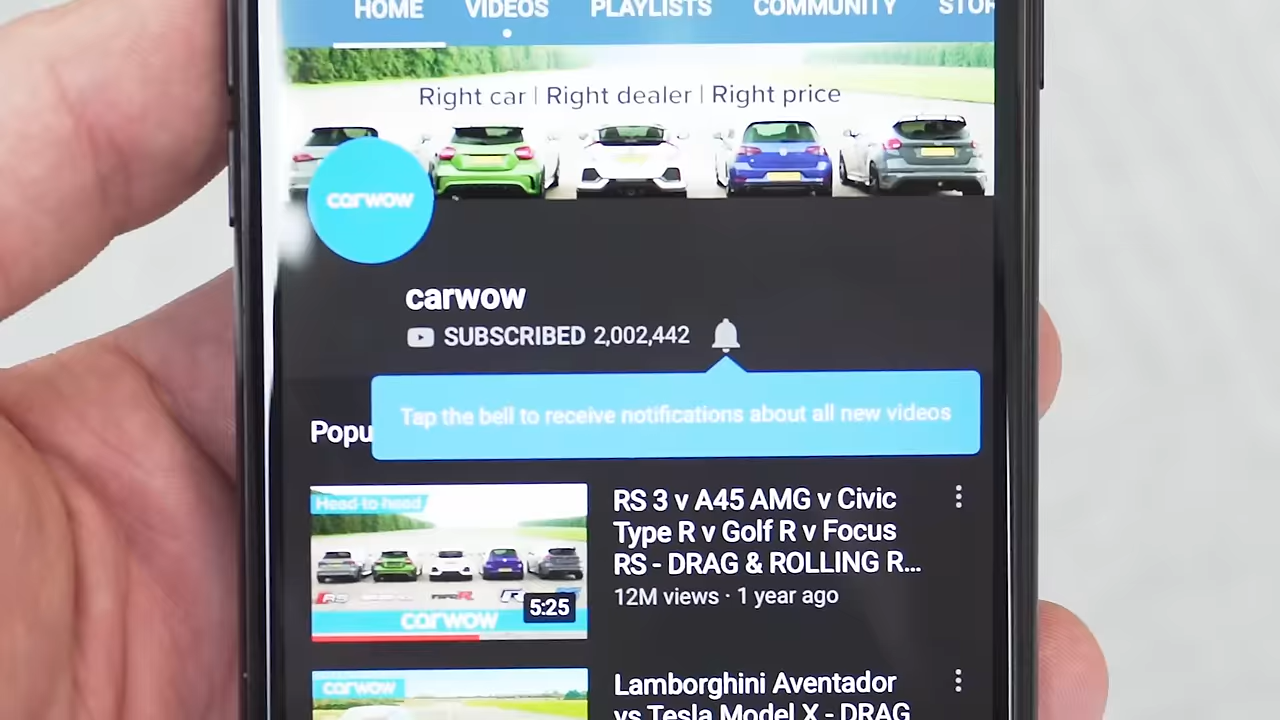 HOME VIDEOS PLAYLISTS COMMUNITY STOR
Right car | Right dealer | Right price
carwow
carwow
SUBSCRIBED 2,002,442
Tap the bell to receive notifications about all new videos
Popu
Head-to-head
RS 3 v A45 AMG v Civic
Type R v Golf R v Focus
RS - DRAG & ROLLING R...
12M views · 1 year ago
carwow
5:25
carwow
Lamborghini Aventador
vs Tesla Model X - DRAG